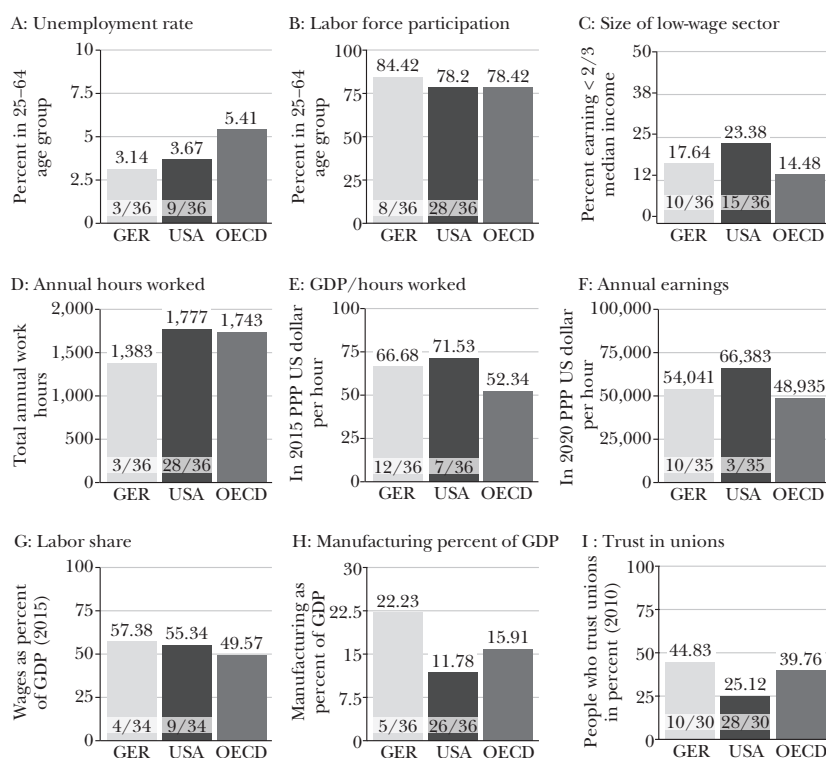 A: Unemployment rate
Percent in 25–64
age group
10
7.5
5
2.5
0
3.14
3.67
5.41
3/36
9/36
GER
USA
OECD
B: Labor force participation
Percent in 25–64
age group
100
75
50
25
0
84.42
78.2
78.42
8/36
28/36
GER
USA
OECD
C: Size of low-wage sector
Percent earning < 2/3
median income
50
38
25
12
0
17.64
23.38
14.48
10/36
15/36
GER
USA
OECD
D: Annual hours worked
Total annual work
hours
2,000
1,500
1,000
500
0
1,383
1,777
1,743
3/36
28/36
GER
USA
OECD
E: GDP/hours worked
In 2015 PPP US dollar
per hour
100
75
50
25
0
66.68
71.53
52.34
12/36
7/36
GER
USA
OECD
F: Annual earnings
In 2020 PPP US dollar
per hour
100,000
75,000
50,000
25,000
0
54,041
66,383
48,935
10/35
3/35
GER
USA
OECD
G: Labor share
Wages as percent
of GDP (2015)
100
75
50
25
0
57.38
55.34
49.57
4/34
9/34
GER
USA
OECD
H: Manufacturing percent of GDP
Manufacturing as
percent of GDP
30
22.5
15
7.5
0
22.23
11.78
15.91
5/36
26/36
GER
USA
OECD
I : Trust in unions
People who trust unions
in percent (2010)
100
75
50
25
0
44.83
25.12
39.76
10/30
28/30
GER
USA
OECD